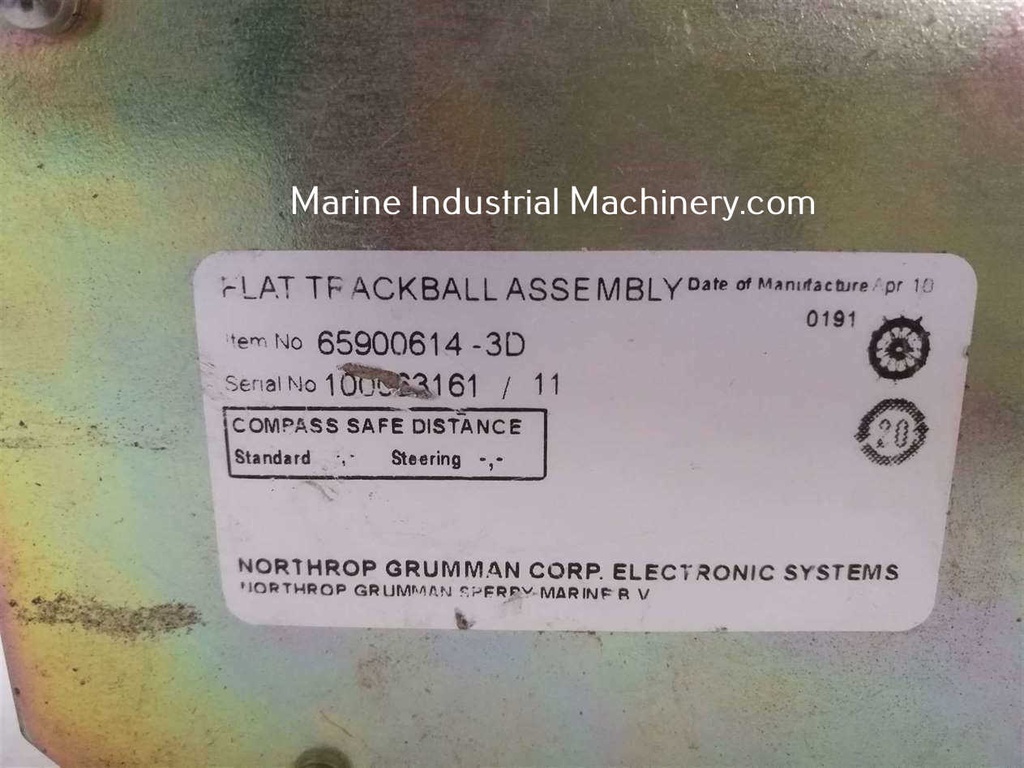 Marine Industrial Machinery.com
FLAT TRACKBALL ASSEMBLY Date of Manufacture Apr 10
0191
Item No 65900614-3D
Serial No / 11
COMPASS SAFE DISTANCE
Standard -,- Steering -,-
20
NORTHROP GRUMMAN CORP. ELECTRONIC SYSTEMS
NORTHROP GRUMMAN SPERRY MARINE B V